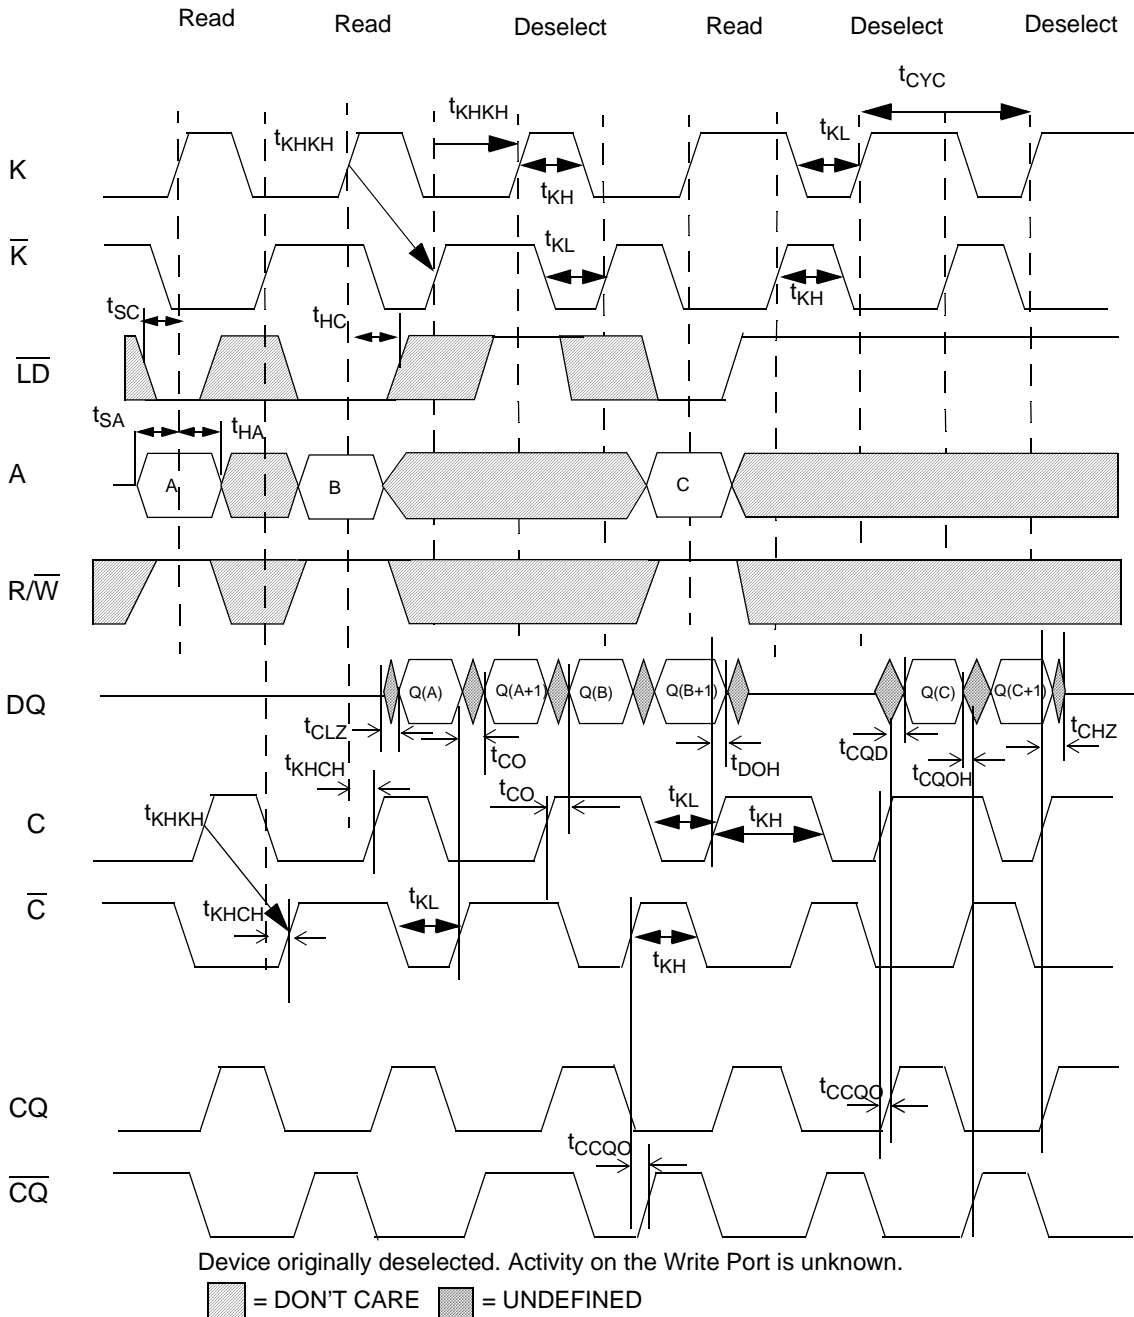 Read Read Deselect Read Deselect Deselect
tCYC
tKHKH tKHKH tKL
K
tKH
K̅ tKL
tKH
tSC tHC
L̅D̅
tSA tHA
A A B C
R/W̅
DQ Q(A) Q(A+1) Q(B) Q(B+1) Q(C) Q(C+1)
tCLZ tCO tDOH tCQD tCHZ
tKHCH tCO tCQOH
tKHKH tKL tKH
C
C̅ tKHCH tKL
tKH
CQ tCCQO
tCCQO
C̅Q̅
Device originally deselected. Activity on the Write Port is unknown.
= DON'T CARE = UNDEFINED